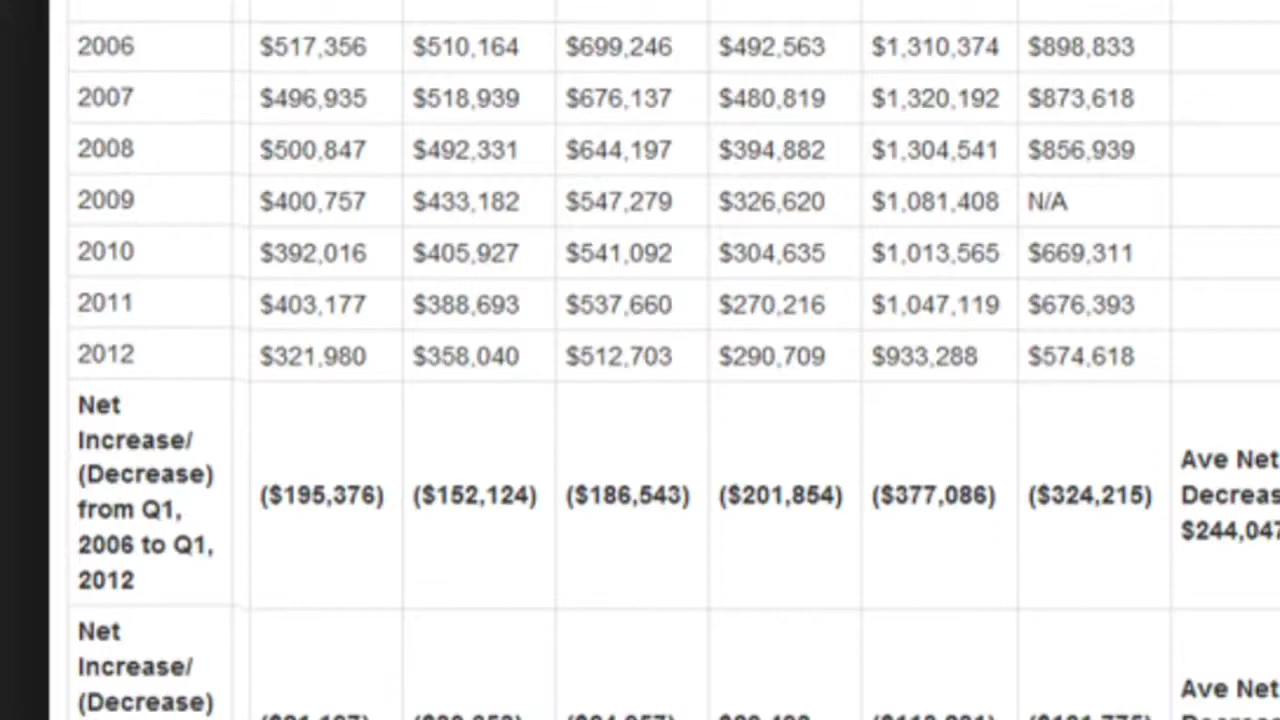 2006 $517,356 $510,164 $699,246 $492,563 $1,310,374 $898,833
2007 $496,935 $518,939 $676,137 $480,819 $1,320,192 $873,618
2008 $500,847 $492,331 $644,197 $394,882 $1,304,541 $856,939
2009 $400,757 $433,182 $547,279 $326,620 $1,081,408 N/A
2010 $392,016 $405,927 $541,092 $304,635 $1,013,565 $669,311
2011 $403,177 $388,693 $537,660 $270,216 $1,047,119 $676,393
2012 $321,980 $358,040 $512,703 $290,709 $933,288 $574,618
Net
Increase/
(Decrease)
from Q1,
2006 to Q1,
2012
($195,376) ($152,124) ($186,543) ($201,854) ($377,086) ($324,215)
Ave Net
Decreas
$244,047
Net
Increase/
(Decrease)
Ave Net